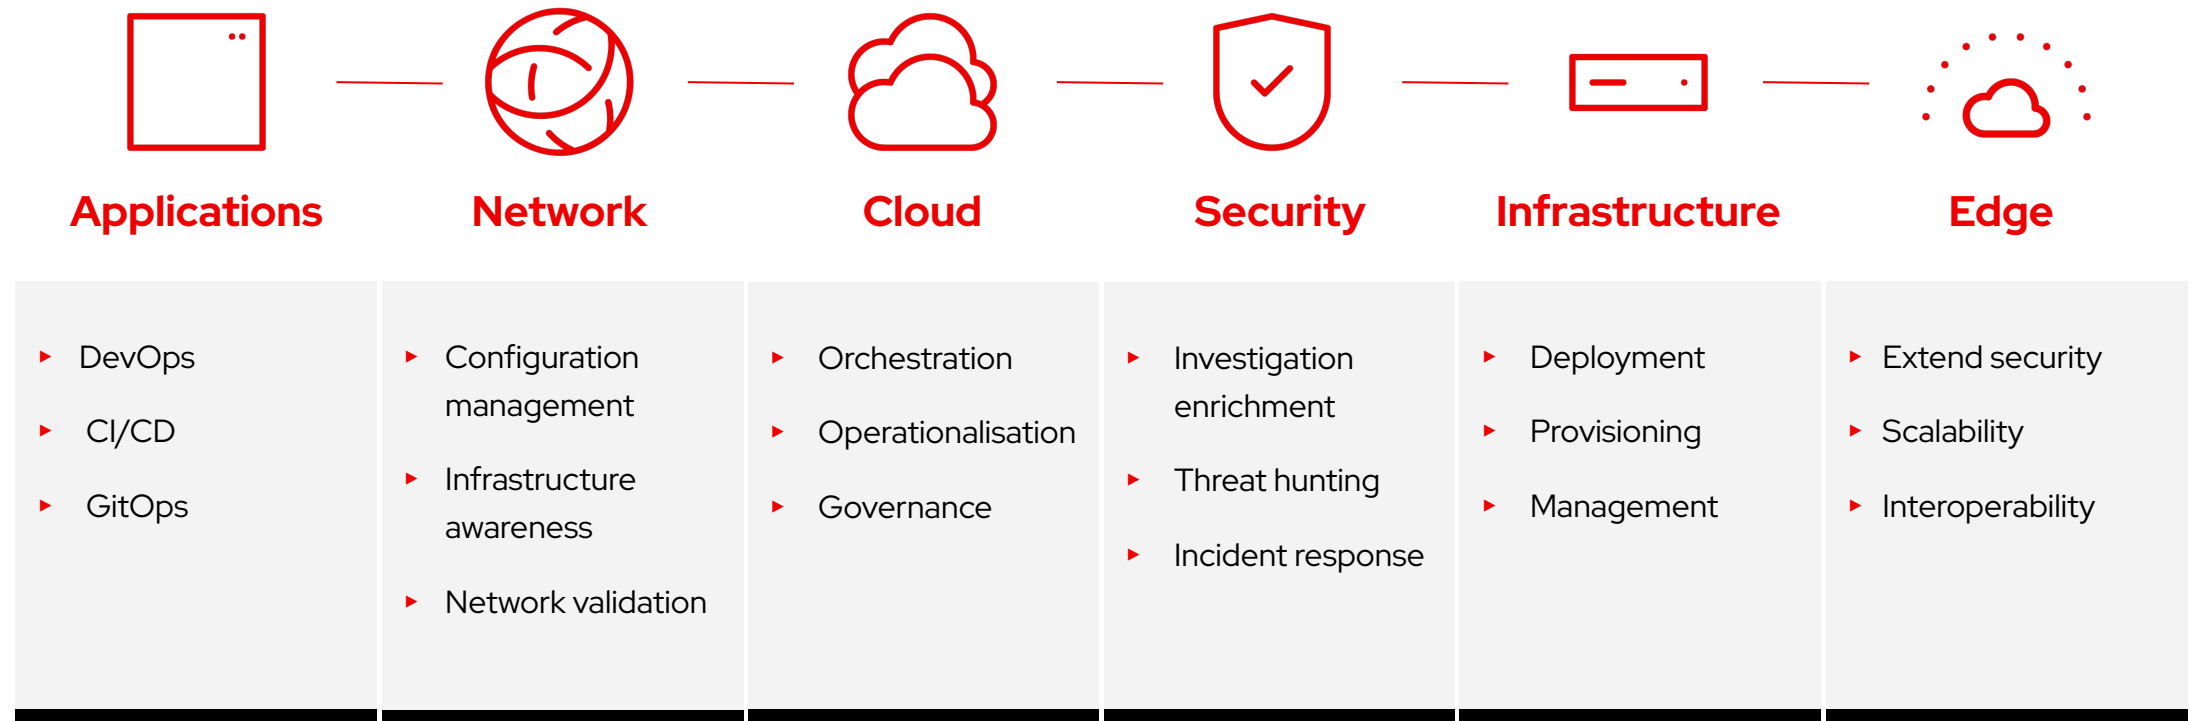 Applications
Network
Cloud
Security
Infrastructure
Edge
DevOps
CI/CD
GitOps
Configuration
management
Infrastructure
awareness
Network validation
Orchestration
Operationalisation
Governance
Investigation
enrichment
Threat hunting
Incident response
Deployment
Provisioning
Management
Extend security
Scalability
Interoperability